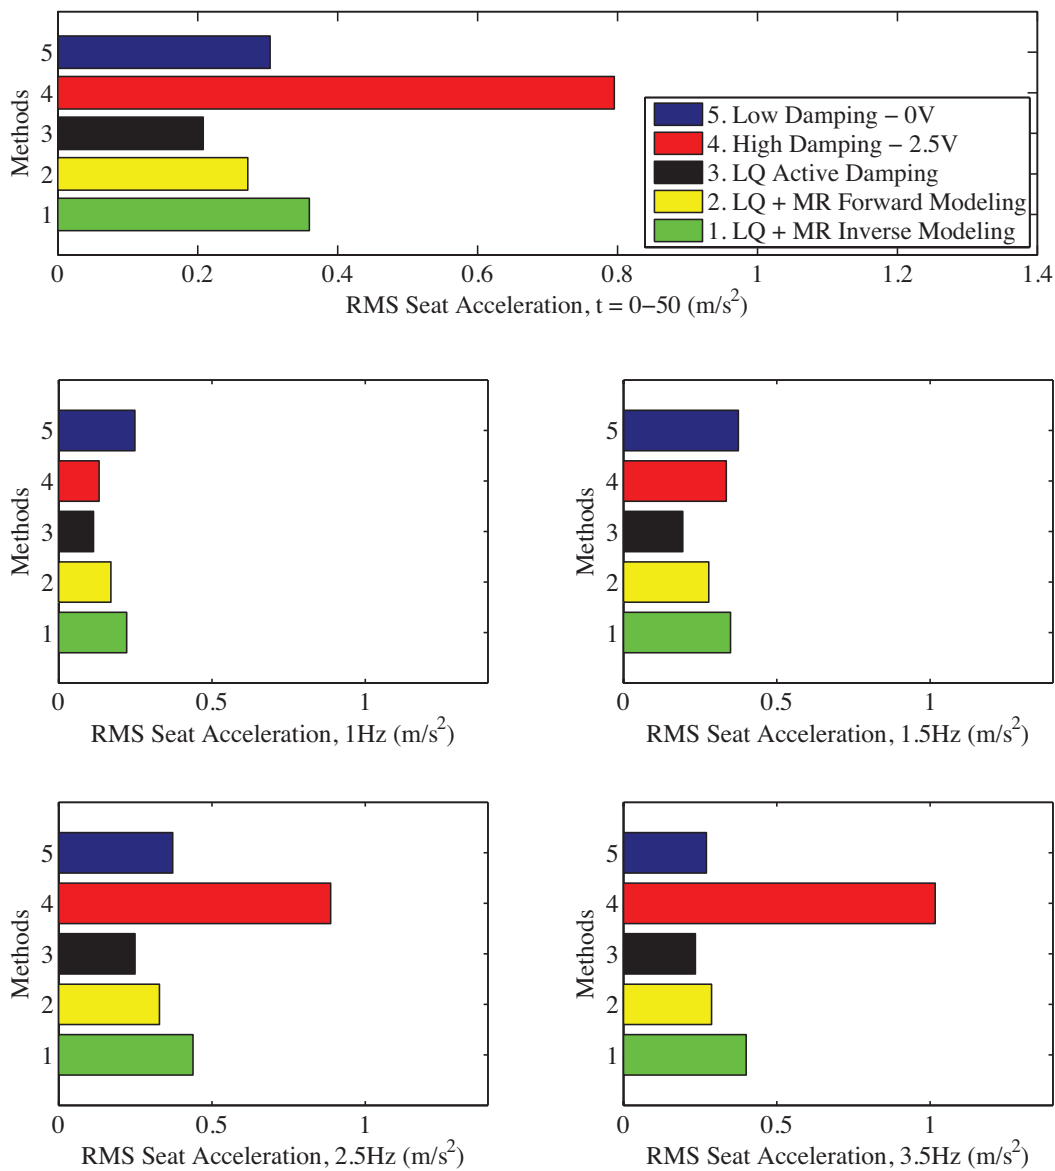 Methods
5
4
3
2
1
5. Low Damping − 0V
4. High Damping − 2.5V
3. LQ Active Damping
2. LQ + MR Forward Modeling
1. LQ + MR Inverse Modeling
0 0.2 0.4 0.6 0.8 1 1.2 1.4
RMS Seat Acceleration, t = 0−50 (m/s²)
Methods
5
4
3
2
1
0 0.5 1
RMS Seat Acceleration, 1Hz (m/s²)
Methods
5
4
3
2
1
0 0.5 1
RMS Seat Acceleration, 1.5Hz (m/s²)
Methods
5
4
3
2
1
0 0.5 1
RMS Seat Acceleration, 2.5Hz (m/s²)
Methods
5
4
3
2
1
0 0.5 1
RMS Seat Acceleration, 3.5Hz (m/s²)